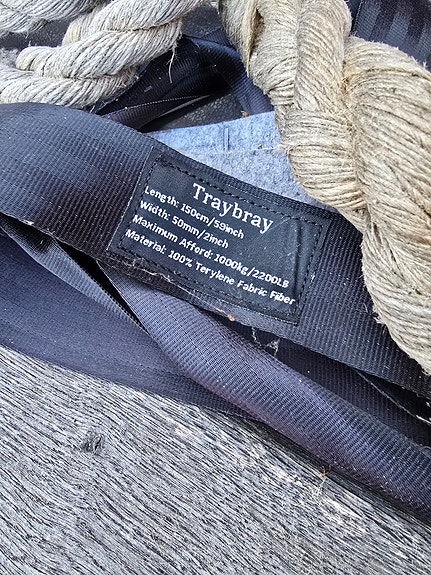 Traybray
Length: 150cm/59inch
Width: 50mm/2inch
Maximum Afford: 1000kg/2200LB
Material: 100% Terylene Fabric Fiber